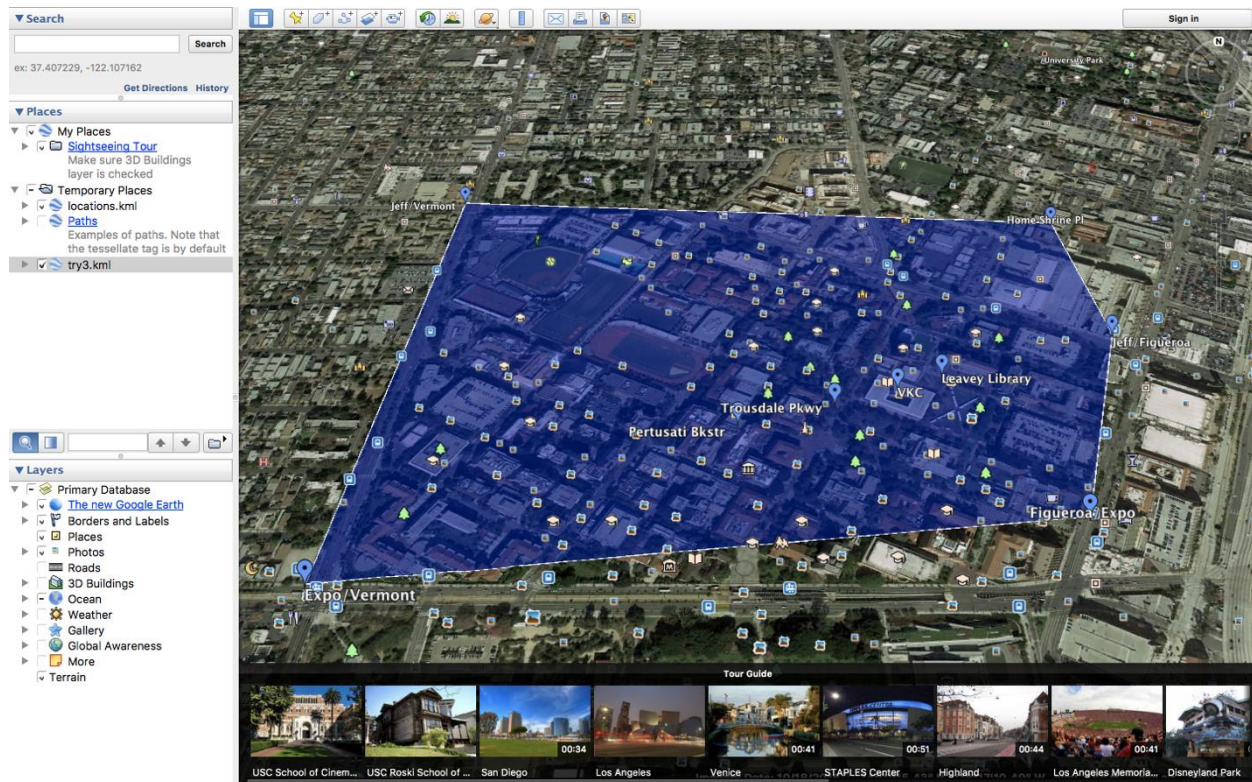 Search
Search
ex: 37.407229, -122.107162
Get Directions History
Places
My Places
Sightseeing Tour
Make sure 3D Buildings
layer is checked
Temporary Places
locations.kml
Paths
Examples of paths. Note that
the tessellate tag is by default
try3.kml
Layers
Primary Database
The new Google Earth
Borders and Labels
Places
Photos
Roads
3D Buildings
Ocean
Weather
Gallery
Global Awareness
More
Terrain
Sign in
N
University Park
Jeff/Vermont
Home-Shrine Pl
Jeff/Figueroa
Leavey Library
VKC
Trousdale Pkwy
Pertusati Bkstr
Figueroa/Expo
Expo/Vermont
Tour Guide
00:34
00:41
00:51
00:44
00:41
USC School of Cinem...
USC Roski School of ...
San Diego
Los Angeles
Venice
STAPLES Center
Highland
Los Angeles Memoria...
Disneyland Park